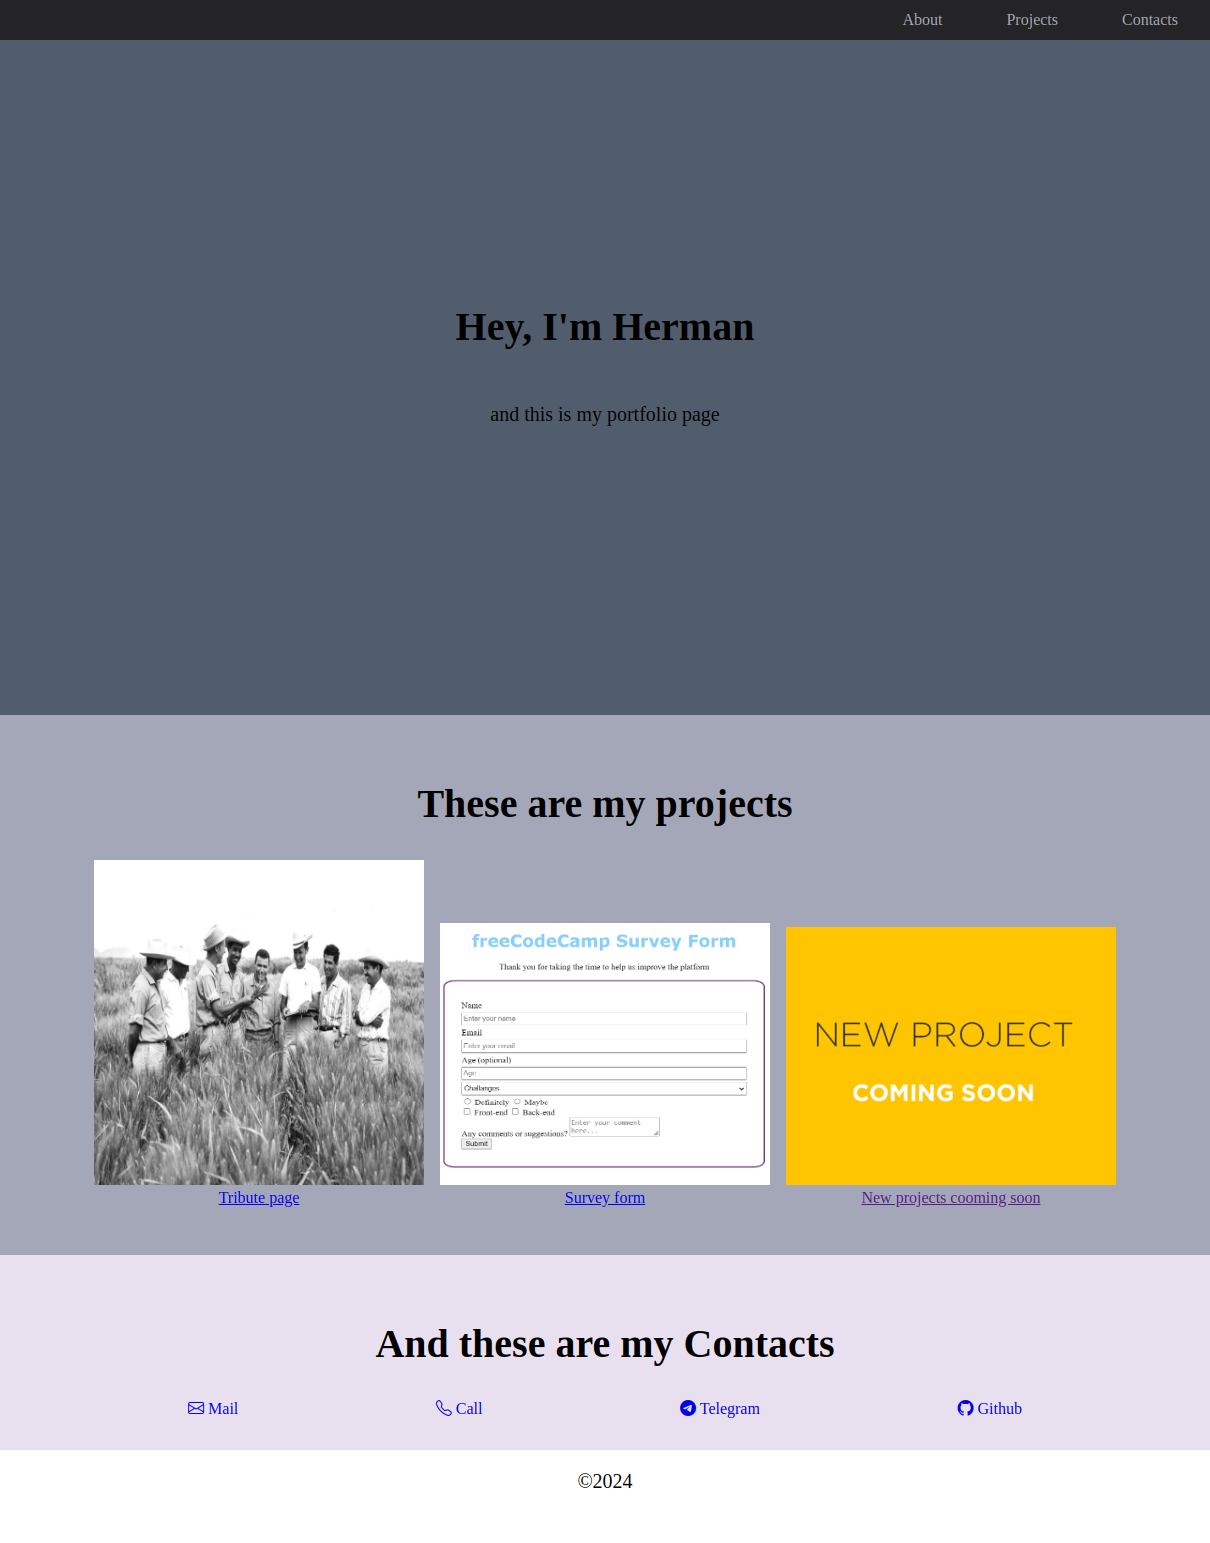 About Projects Contacts
Hey, I'm Herman
and this is my portfolio page
These are my projects
freeCodeCamp Survey Form
Thank you for taking the time to help us improve the platform
Name
Enter your name
Email
Enter your email
Age (optional)
Age
Challanges
Definitely Maybe
Front-end Back-end
Any comments or suggestions? Enter your comment
here...
Submit
NEW PROJECT
COMING SOON
Tribute page Survey form New projects cooming soon
And these are my Contacts
Mail Call Telegram Github
©2024